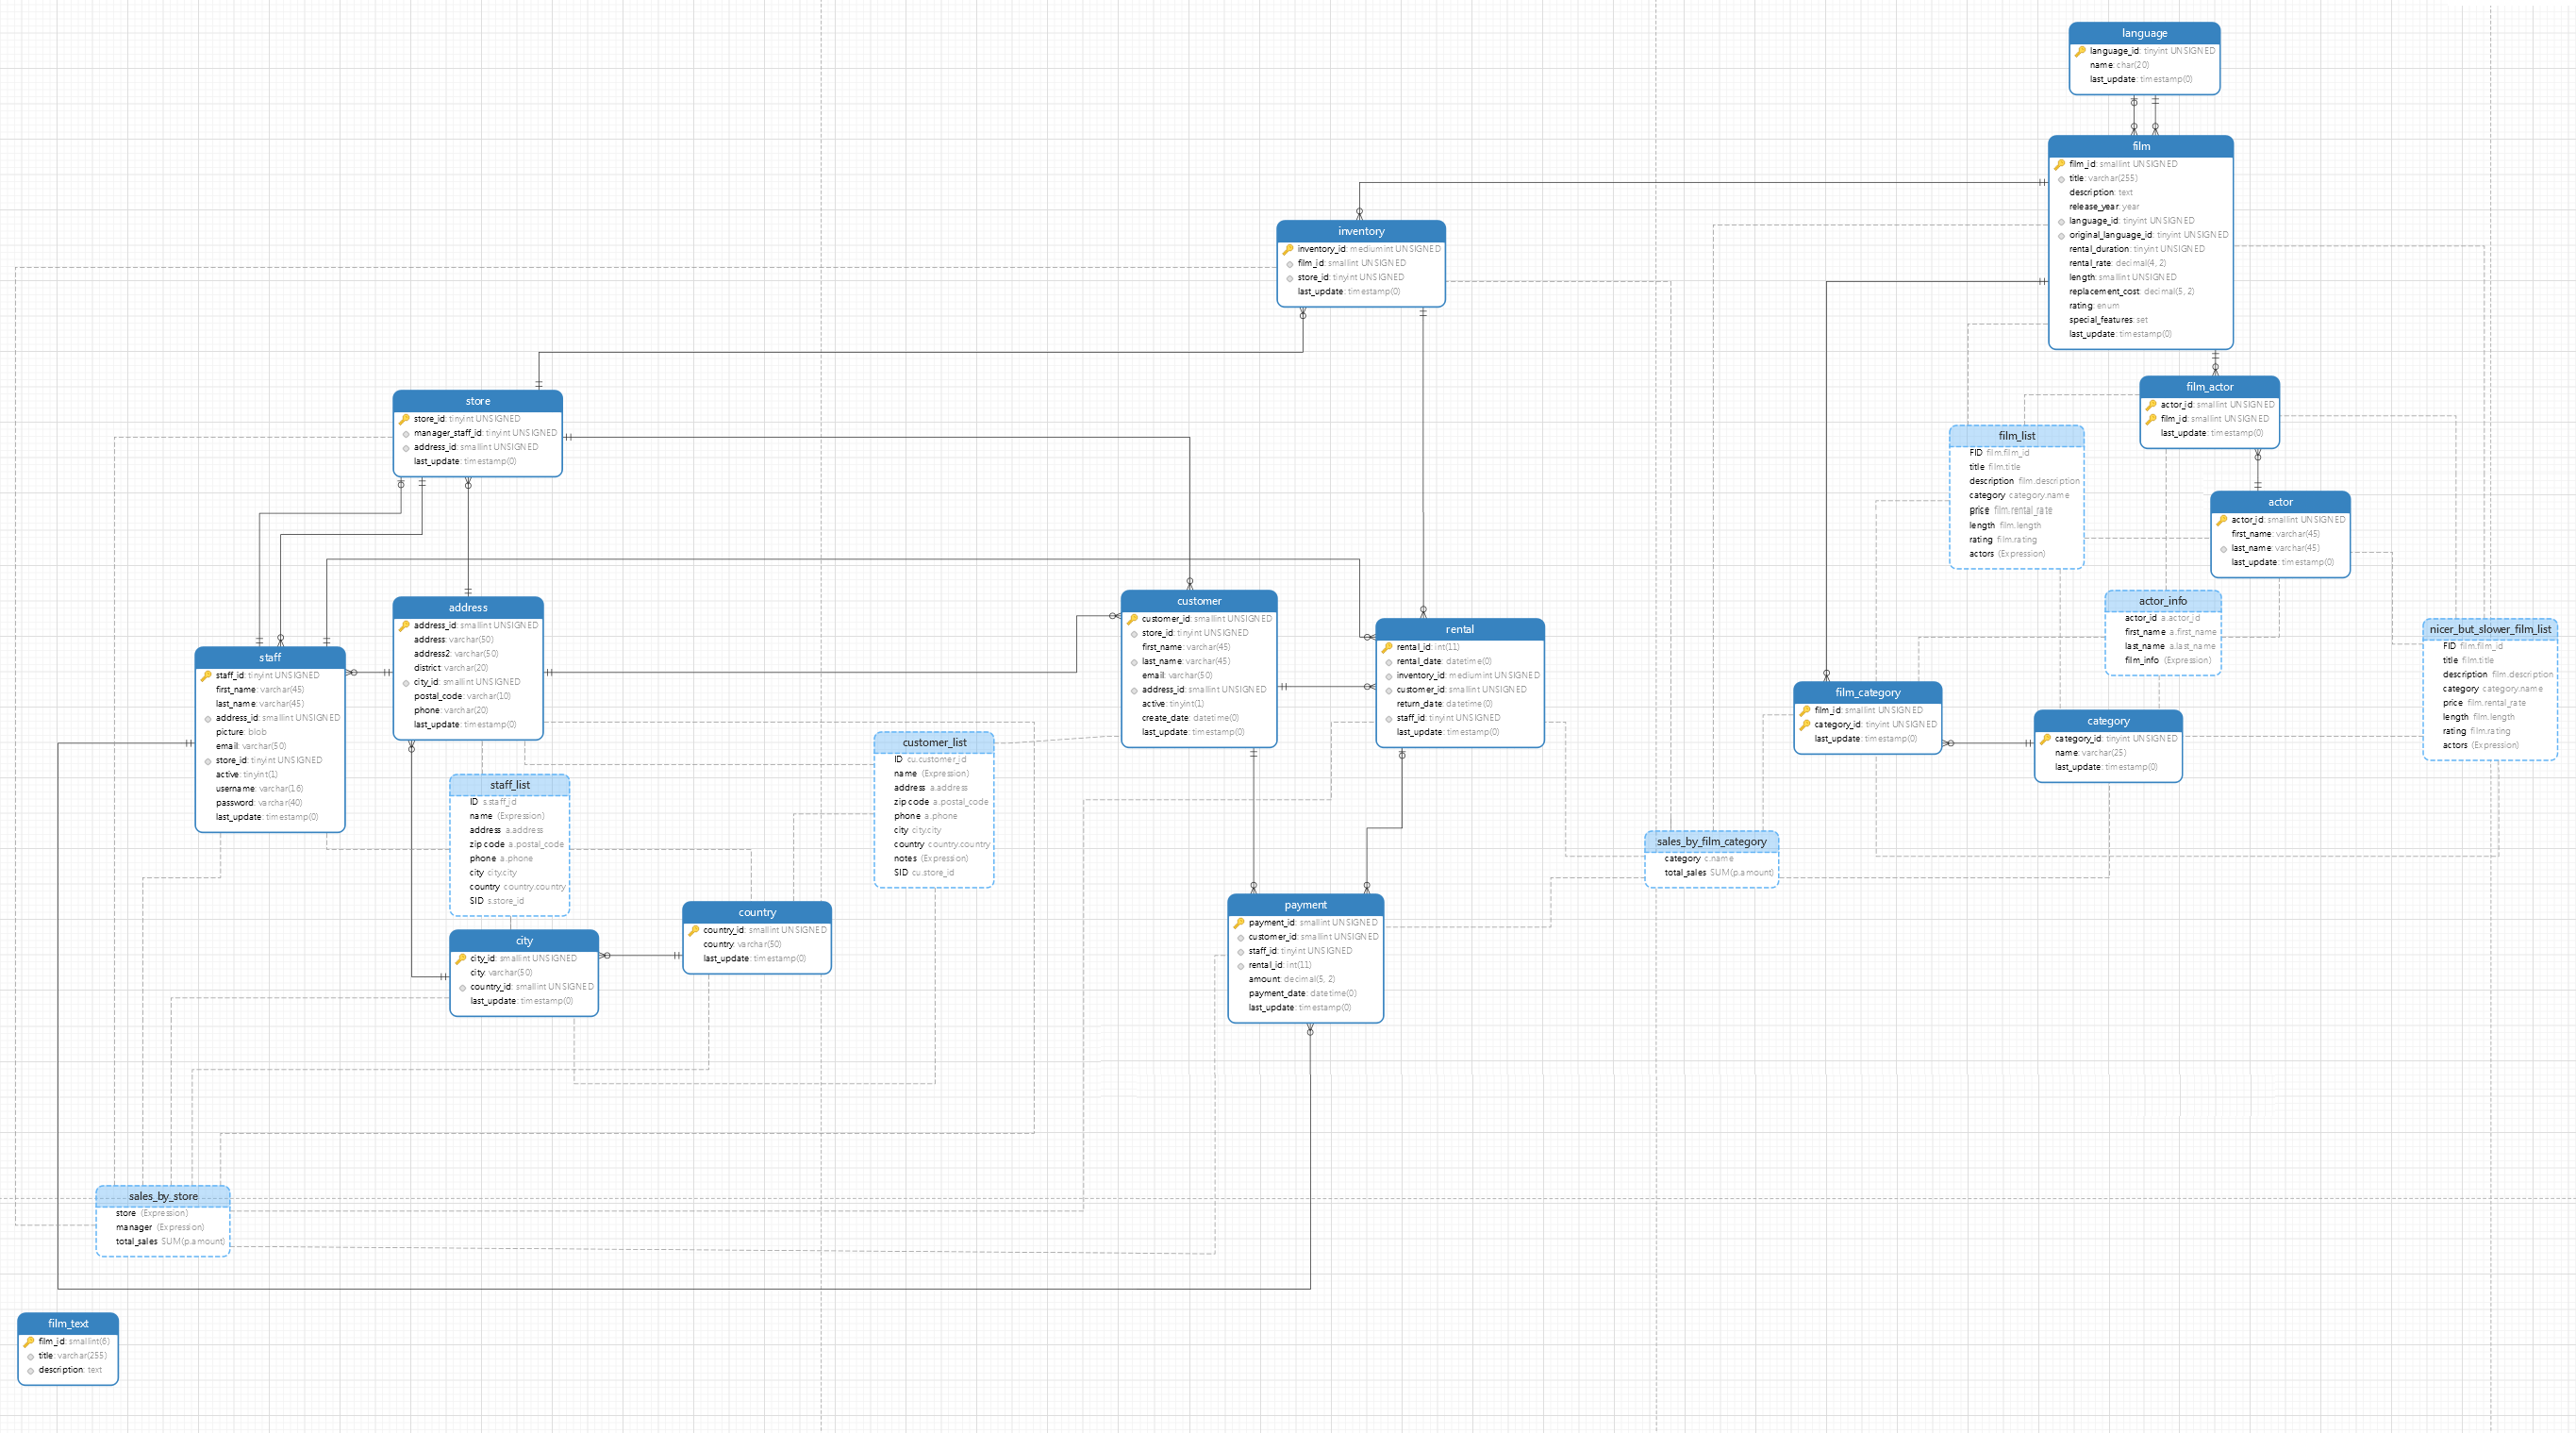 language
language_id: tinyint UNSIGNED
name: char(20)
last_update: timestamp(0)
film
film_id: smallint UNSIGNED
title: varchar(255)
description: text
release_year: year
language_id: tinyint UNSIGNED
original_language_id: tinyint UNSIGNED
rental_duration: tinyint UNSIGNED
rental_rate: decimal(4, 2)
length: smallint UNSIGNED
replacement_cost: decimal(5, 2)
rating: enum
special_features: set
last_update: timestamp(0)
inventory
inventory_id: mediumint UNSIGNED
film_id: smallint UNSIGNED
store_id: tinyint UNSIGNED
last_update: timestamp(0)
store
store_id: tinyint UNSIGNED
manager_staff_id: tinyint UNSIGNED
address_id: smallint UNSIGNED
last_update: timestamp(0)
film_actor
actor_id: smallint UNSIGNED
film_id: smallint UNSIGNED
last_update: timestamp(0)
film_list
FID film.film_id
title film.title
description film.description
category category.name
price film.rental_rate
length film.length
rating film.rating
actors (Expression)
actor
actor_id: smallint UNSIGNED
first_name: varchar(45)
last_name: varchar(45)
last_update: timestamp(0)
address
address_id: smallint UNSIGNED
address: varchar(50)
address2: varchar(50)
district: varchar(20)
city_id: smallint UNSIGNED
postal_code: varchar(10)
phone: varchar(20)
last_update: timestamp(0)
customer
customer_id: smallint UNSIGNED
store_id: tinyint UNSIGNED
first_name: varchar(45)
last_name: varchar(45)
email: varchar(50)
address_id: smallint UNSIGNED
active: tinyint(1)
create_date: datetime(0)
last_update: timestamp(0)
rental
rental_id: int(11)
rental_date: datetime(0)
inventory_id: mediumint UNSIGNED
customer_id: smallint UNSIGNED
return_date: datetime(0)
staff_id: tinyint UNSIGNED
last_update: timestamp(0)
actor_info
actor_id a.actor_id
first_name a.first_name
last_name a.last_name
film_info (Expression)
nicer_but_slower_film_list
FID film.film_id
title film.title
description film.description
category category.name
price film.rental_rate
length film.length
rating film.rating
actors (Expression)
staff
staff_id: tinyint UNSIGNED
first_name: varchar(45)
last_name: varchar(45)
address_id: smallint UNSIGNED
picture: blob
email: varchar(50)
store_id: tinyint UNSIGNED
active: tinyint(1)
username: varchar(16)
password: varchar(40)
last_update: timestamp(0)
film_category
film_id: smallint UNSIGNED
category_id: tinyint UNSIGNED
last_update: timestamp(0)
category
category_id: tinyint UNSIGNED
name: varchar(25)
last_update: timestamp(0)
customer_list
ID cu.customer_id
name (Expression)
address a.address
zip code a.postal_code
phone a.phone
city city.city
country country.country
notes (Expression)
SID cu.store_id
staff_list
ID s.staff_id
name (Expression)
address a.address
zip code a.postal_code
phone a.phone
city city.city
country country.country
SID s.store_id
sales_by_film_category
category c.name
total_sales SUM(p.amount)
country
country_id: smallint UNSIGNED
country: varchar(50)
last_update: timestamp(0)
payment
payment_id: smallint UNSIGNED
customer_id: smallint UNSIGNED
staff_id: tinyint UNSIGNED
rental_id: int(11)
amount: decimal(5, 2)
payment_date: datetime(0)
last_update: timestamp(0)
city
city_id: smallint UNSIGNED
city: varchar(50)
country_id: smallint UNSIGNED
last_update: timestamp(0)
sales_by_store
store (Expression)
manager (Expression)
total_sales SUM(p.amount)
film_text
film_id: smallint(6)
title: varchar(255)
description: text